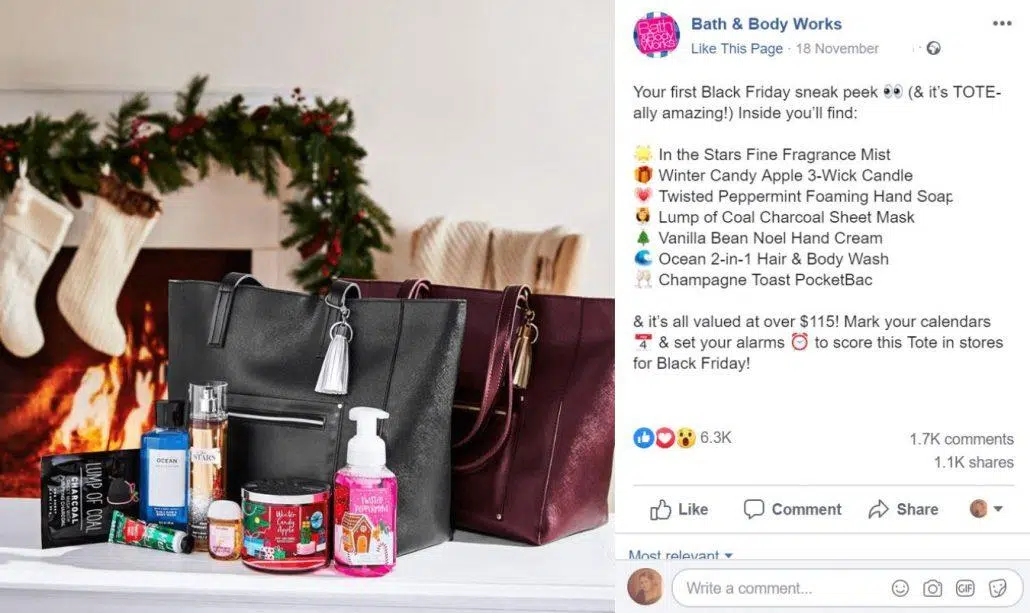 Bath & Body Works
Bath & Body Works
Like This Page · 18 November ·
Your first Black Friday sneak peek 👀 (& it's TOTE-
ally amazing!) Inside you'll find:
🌟 In the Stars Fine Fragrance Mist
🎁 Winter Candy Apple 3-Wick Candle
💗 Twisted Peppermint Foaming Hand Soap
💆 Lump of Coal Charcoal Sheet Mask
🌲 Vanilla Bean Noel Hand Cream
🌊 Ocean 2-in-1 Hair & Body Wash
🥂 Champagne Toast PocketBac
& it's all valued at over $115! Mark your calendars
📅 & set your alarms ⏰ to score this Tote in stores
for Black Friday!
6.3K
1.7K comments
1.1K shares
Like Comment Share
Most relevant
Write a comment...
GIF
LUMP OF COAL
CHARCOAL
OCEAN
STARS
Winter
Candy
Apple
TWISTED
PEPPERMINT